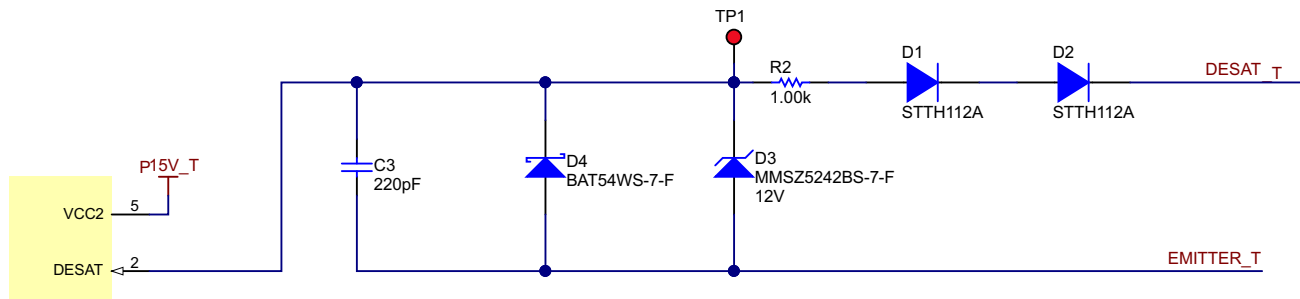 TP1
R2
1.00k
D1
STTH112A
D2
STTH112A
DESAT_T
C3
220pF
D4
BAT54WS-7-F
D3
MMSZ5242BS-7-F
12V
P15V_T
VCC2
5
DESAT
2
EMITTER_T